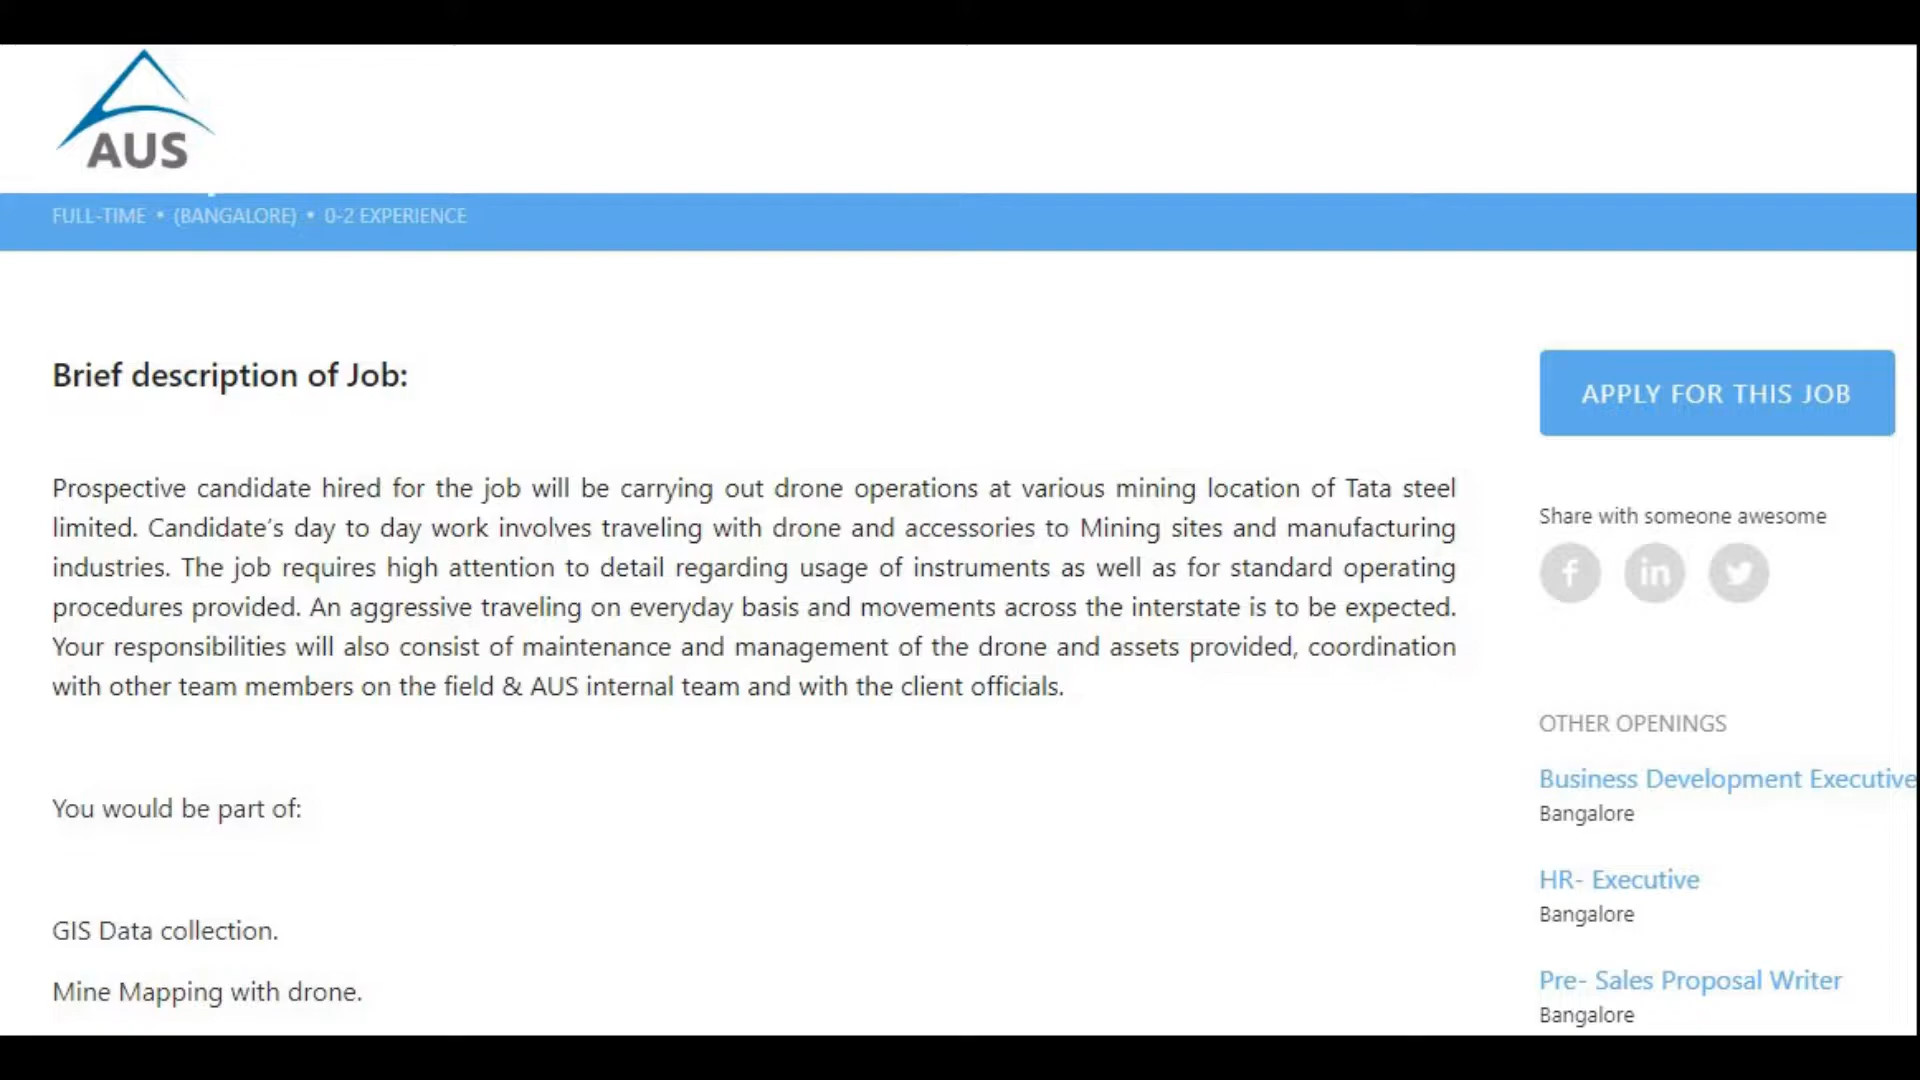 AUS
FULL-TIME • (BANGALORE) • 0-2 EXPERIENCE
Brief description of Job:
APPLY FOR THIS JOB
Prospective candidate hired for the job will be carrying out drone operations at various mining location of Tata steel
limited. Candidate’s day to day work involves traveling with drone and accessories to Mining sites and manufacturing
industries. The job requires high attention to detail regarding usage of instruments as well as for standard operating
procedures provided. An aggressive traveling on everyday basis and movements across the interstate is to be expected.
Your responsibilities will also consist of maintenance and management of the drone and assets provided, coordination
with other team members on the field & AUS internal team and with the client officials.
You would be part of:
GIS Data collection.
Mine Mapping with drone.
Share with someone awesome
f
in
OTHER OPENINGS
Business Development Executive
Bangalore
HR- Executive
Bangalore
Pre- Sales Proposal Writer
Bangalore